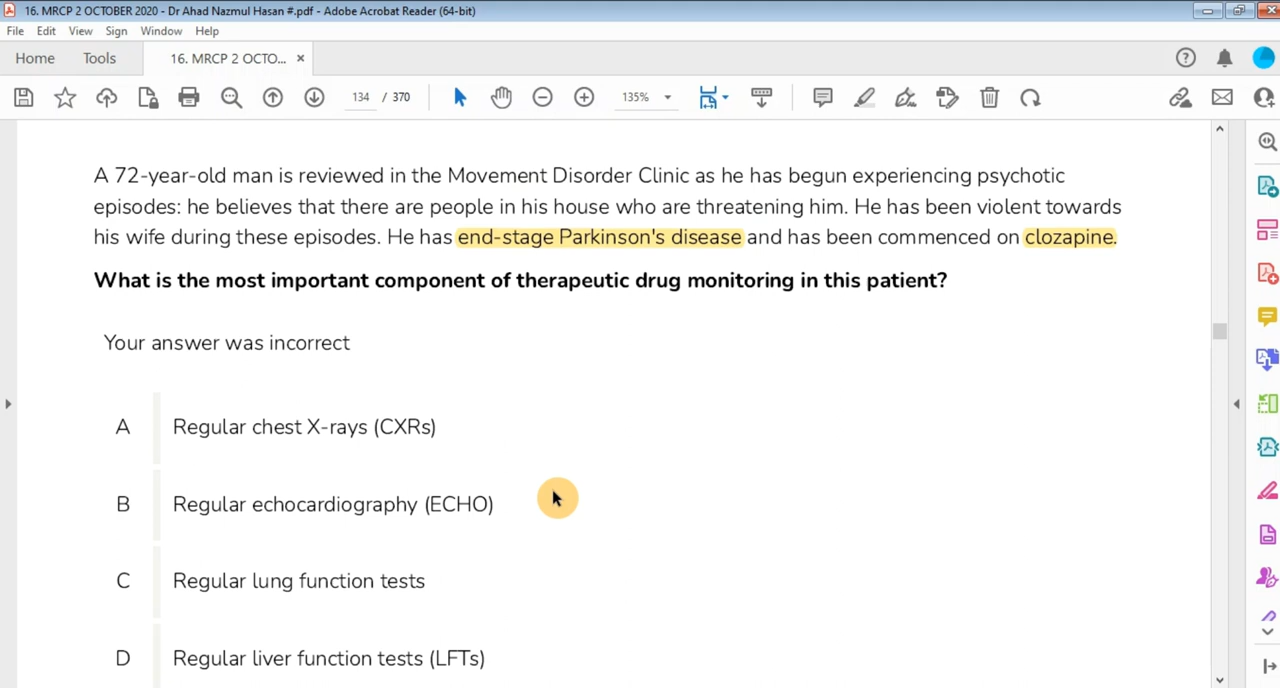 16. MRCP 2 OCTOBER 2020 - Dr Ahad Nazmul Hasan #.pdf - Adobe Acrobat Reader (64-bit)
File Edit View Sign Window Help
Home Tools 16. MRCP 2 OCTO... ×
134 / 370 135%
A 72-year-old man is reviewed in the Movement Disorder Clinic as he has begun experiencing psychotic
episodes: he believes that there are people in his house who are threatening him. He has been violent towards
his wife during these episodes. He has end-stage Parkinson's disease and has been commenced on clozapine.
What is the most important component of therapeutic drug monitoring in this patient?
Your answer was incorrect
A Regular chest X-rays (CXRs)
B Regular echocardiography (ECHO)
C Regular lung function tests
D Regular liver function tests (LFTs)